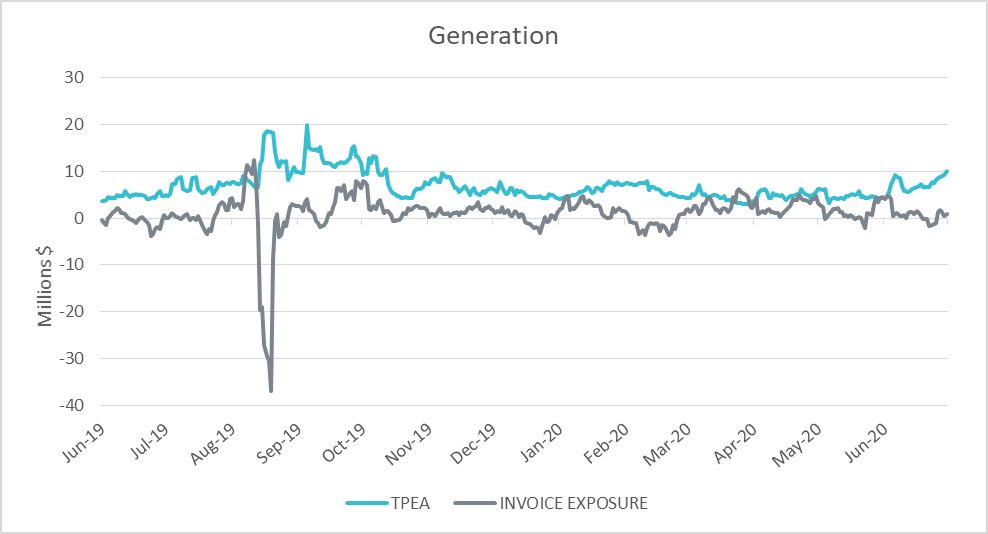 Generation
30
20
10
0
-10
-20
-30
-40
Millions $
Jun-19
Jul-19
Aug-19
Sep-19
Oct-19
Nov-19
Dec-19
Jan-20
Feb-20
Mar-20
Apr-20
May-20
Jun-20
TPEA
INVOICE EXPOSURE